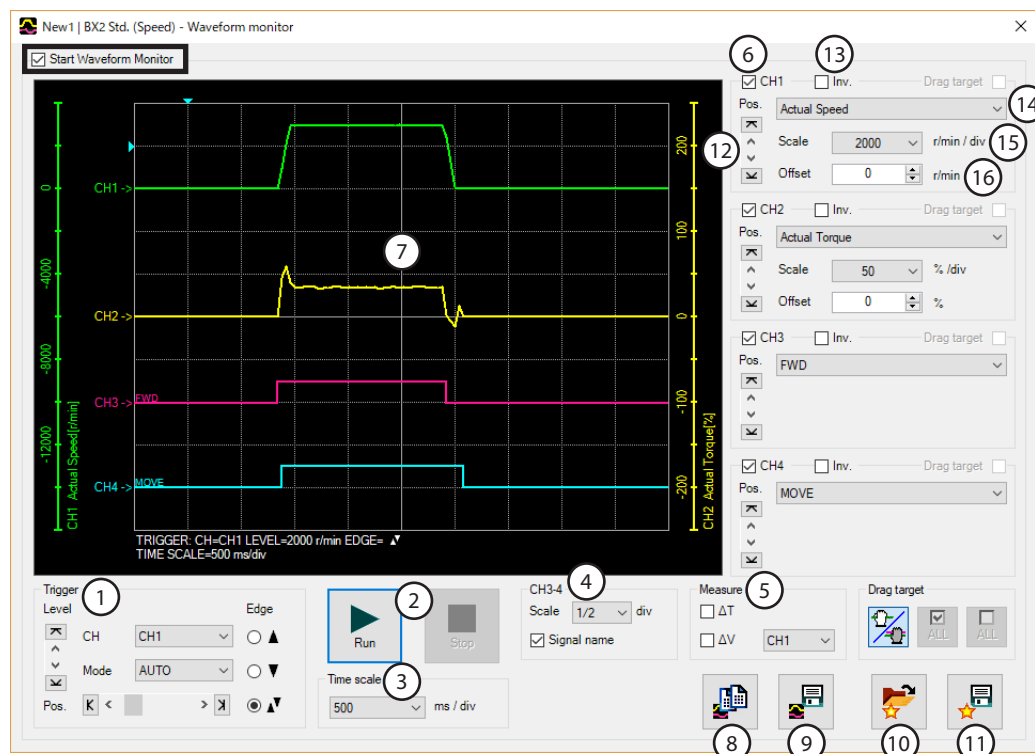 New1 | BX2 Std. (Speed) - Waveform monitor
Start Waveform Monitor
6
13
CH1
Inv.
Drag target
Pos.
Actual Speed
14
12
Scale
2000
r/min / div
15
Offset
0
r/min
16
CH2
Inv.
Drag target
Pos.
Actual Torque
Scale
50
% /div
Offset
0
%
CH3
Inv.
Drag target
Pos.
FWD
CH4
Inv.
Drag target
Pos.
MOVE
0
-4000
-8000
-12000
CH1 Actual Speed[r/min]
CH1 ->
7
CH2 ->
CH3 ->
FWD
CH4 ->
MOVE
200
100
0
-100
-200
CH2 Actual Torque[%]
TRIGGER: CH=CH1 LEVEL=2000 r/min EDGE=
TIME SCALE=500 ms/div
Trigger
1
Level
Edge
CH
CH1
Mode
AUTO
Pos.
2
Run
Stop
Time scale
3
500
ms / div
CH3-4
4
Scale
1/2
div
Signal name
Measure
5
ΔT
ΔV
CH1
Drag target
ALL
ALL
8
9
10
11